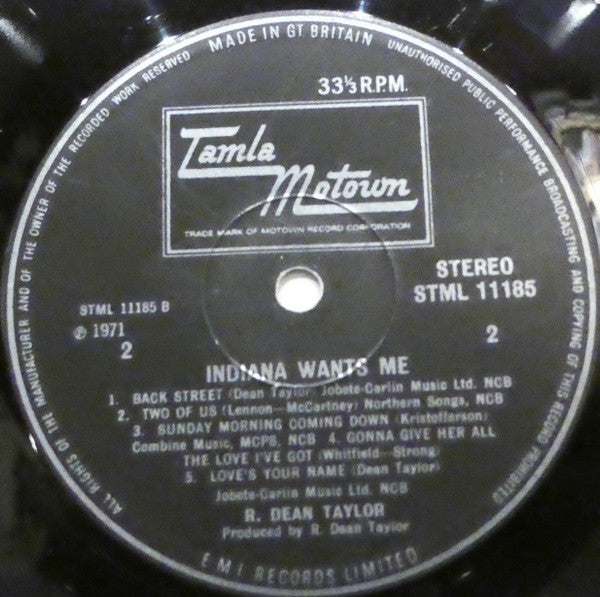 MADE IN GT BRITAIN
UNAUTHORISED PUBLIC PERFORMANCE BROADCASTING AND COPYING OF THIS RECORD PROHIBITED
ALL RIGHTS OF THE MANUFACTURER AND OF THE OWNER OF THE RECORDED WORK RESERVED
33⅓ R.P.M.
Tamla
Motown
TRADE MARK OF MOTOWN RECORD CORPORATION
STEREO
STML 11185
STML 11185 B
℗ 1971
2
2
INDIANA WANTS ME
1. BACK STREET (Dean Taylor) Jobete-Carlin Music Ltd. NCB
2. TWO OF US (Lennon-McCartney) Northern Songs, NCB
3. SUNDAY MORNING COMING DOWN (Kristofferson)
Combine Music, MCPS, NCB 4. GONNA GIVE HER ALL
THE LOVE I'VE GOT (Whitfield-Strong)
5. LOVE'S YOUR NAME (Dean Taylor)
Jobete-Carlin Music Ltd. NCB
R. DEAN TAYLOR
Produced by R. Dean Taylor
E.M.I. RECORDS LIMITED